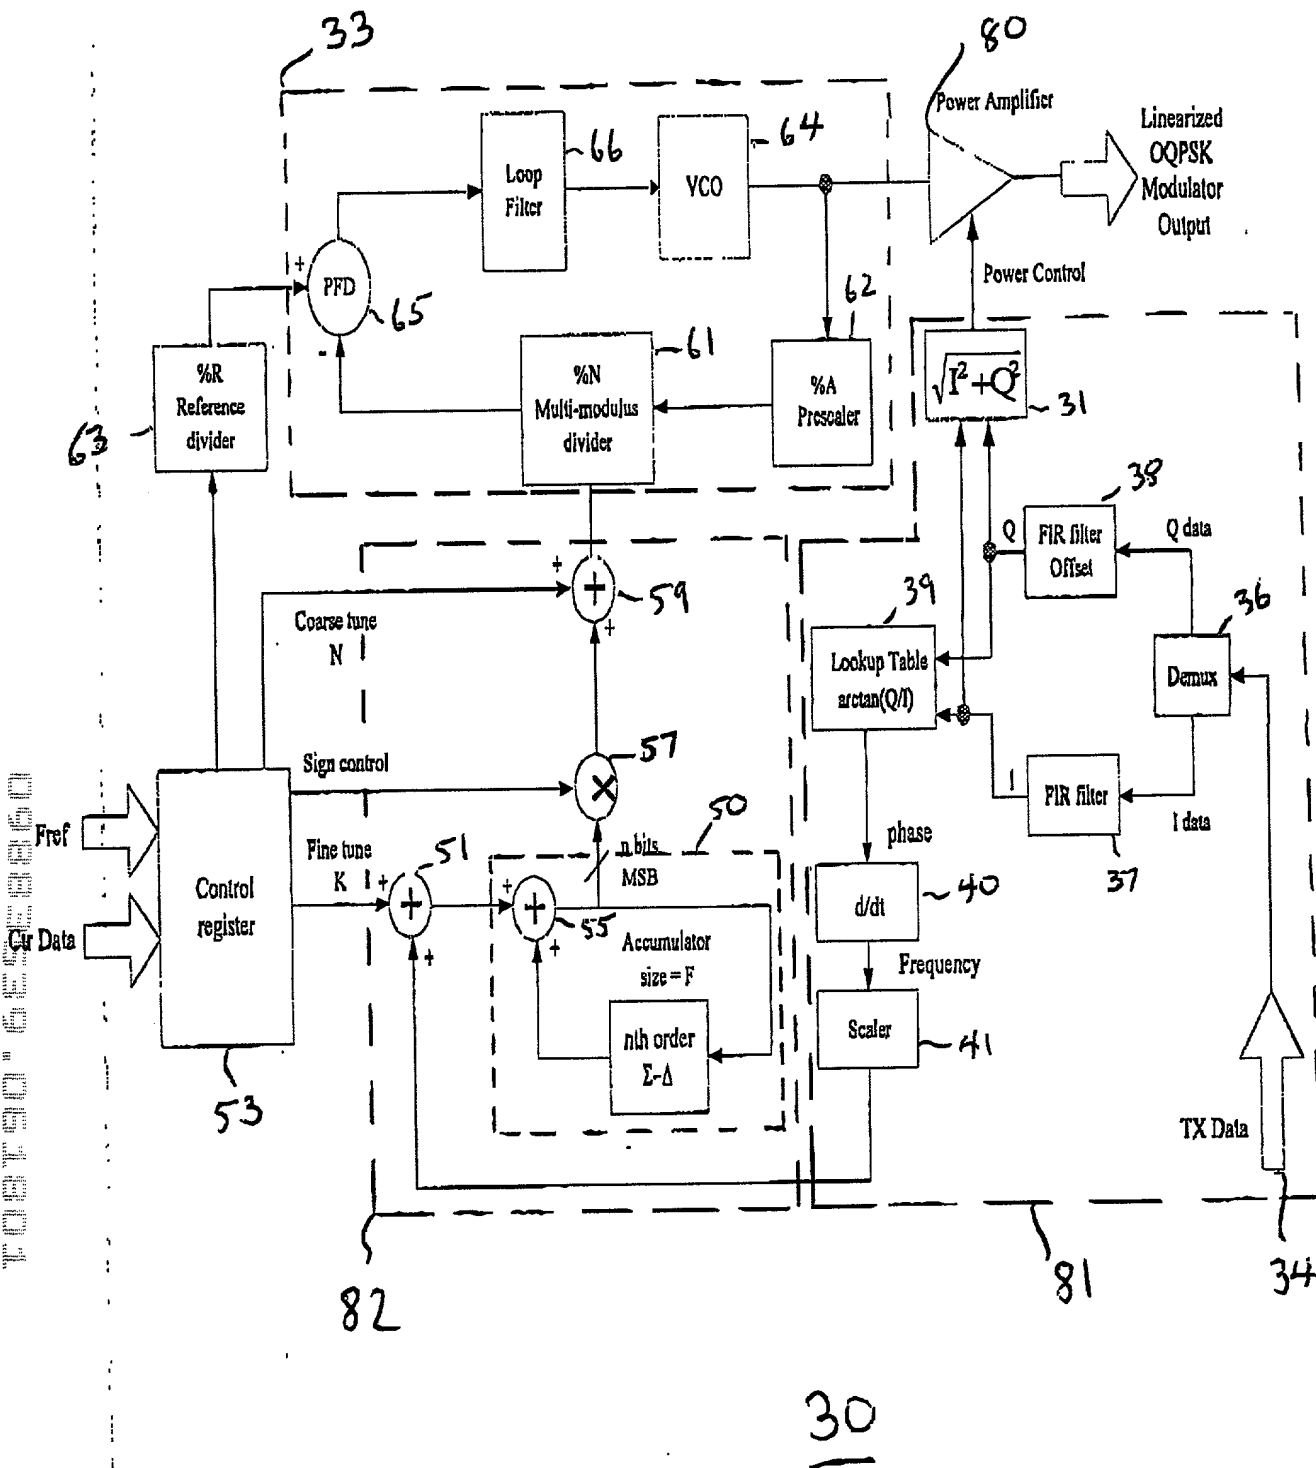 33
80
Power Amplifier
Linearized
OQPSK
Modulator
Output
66
64
Loop
Filter
VCO
+
PFD
65
62
Power Control
-
61
%R
Reference
divider
63
%N
Multi-modulus
divider
%A
Prescaler
√I²+Q²
31
38
Q
FIR filter
Offset
Q data
+
+
59
39
36
Coarse tune
N
+
Lookup Table
arctan(Q/I)
Demux
Sign control
57
×
I
FIR filter
I data
37
50
Fref
Fine tune
K
51
n bits
MSB
phase
Control
register
+
+
+
+
55
d/dt
40
Ctr Data
+
+
Accumulator
size = F
Frequency
nth order
Σ-Δ
Scaler
41
53
TX Data
82
81
34
30